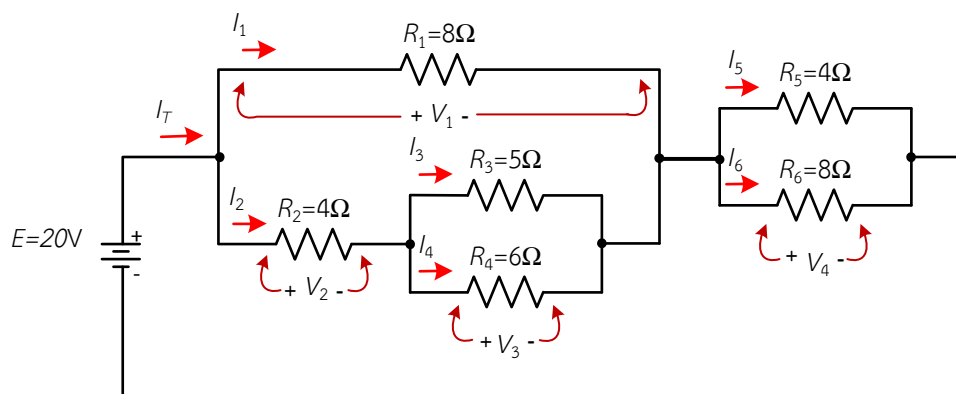 I1
R1=8Ω
+ V1 -
IT
I3
R3=5Ω
I2
R2=4Ω
I4
R4=6Ω
+ V2 -
+ V3 -
E=20V
+
-
I5
R5=4Ω
I6
R6=8Ω
+ V4 -